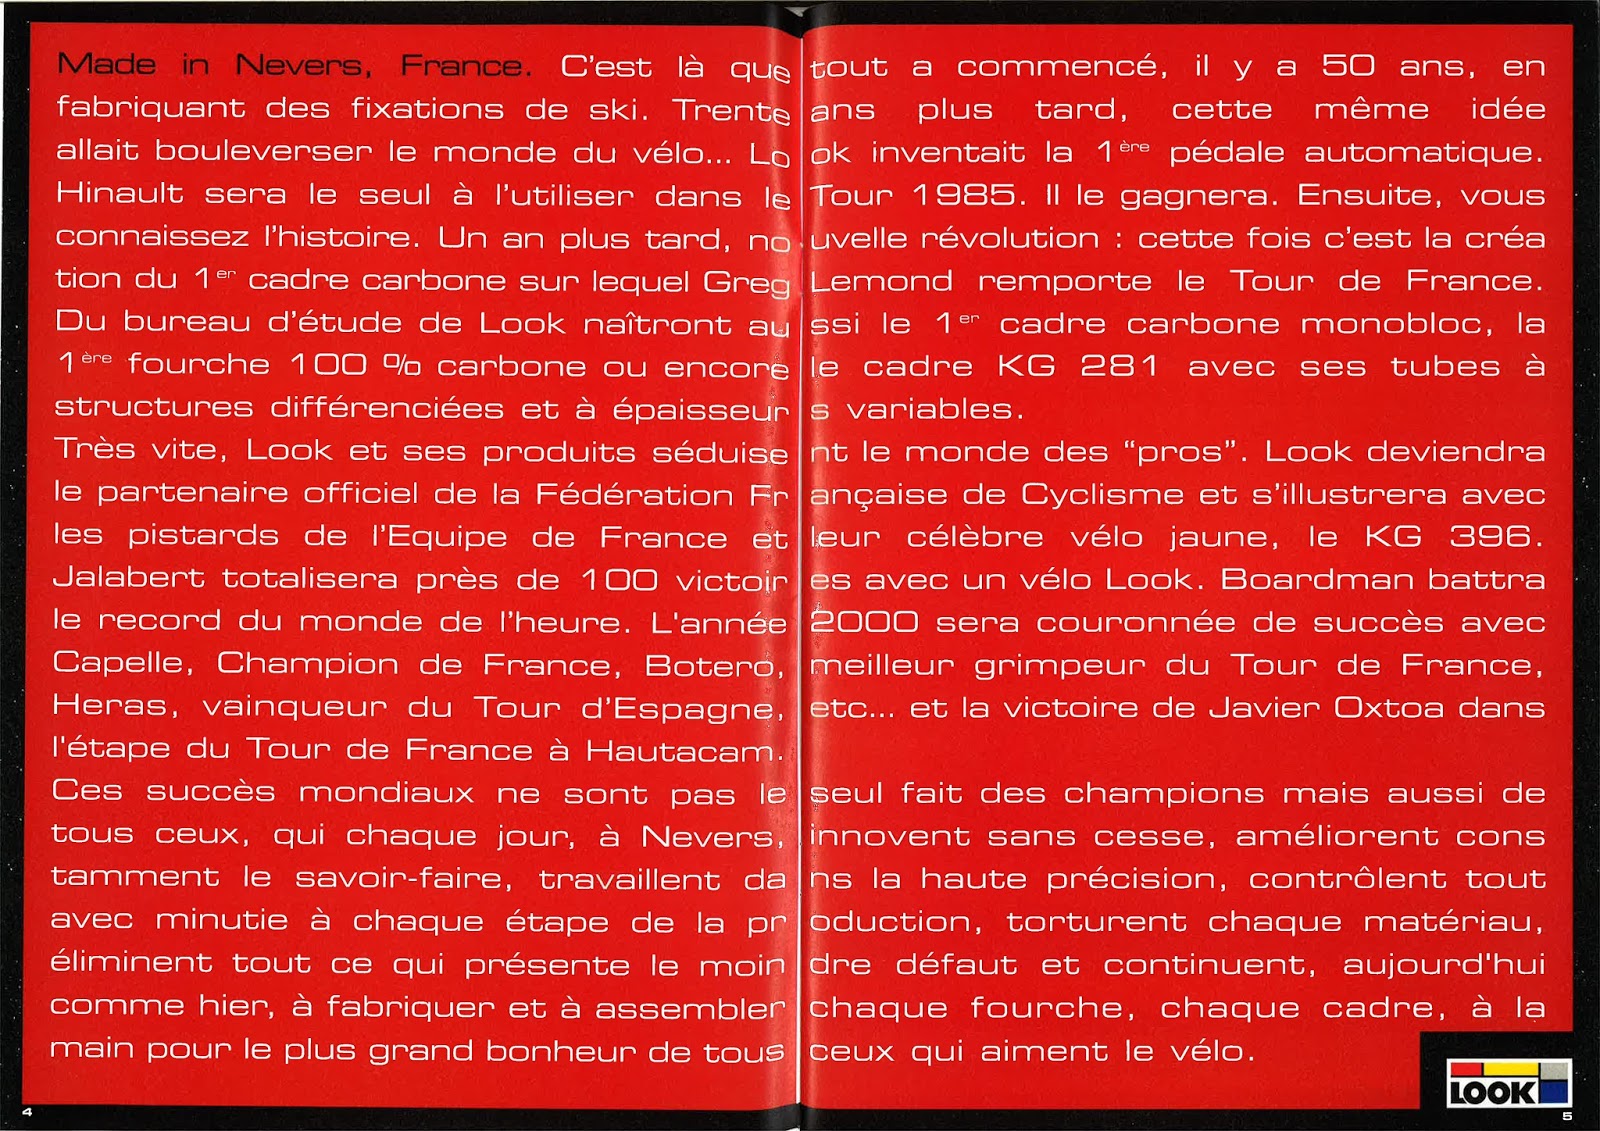 Made in Nevers, France. C'est là que tout a commencé, il y a 50 ans, en
fabriquant des fixations de ski. Trente ans plus tard, cette même idée
allait bouleverser le monde du vélo... Look inventait la 1ère pédale automatique.
Hinault sera le seul à l'utiliser dans le Tour 1985. Il le gagnera. Ensuite, vous
connaissez l'histoire. Un an plus tard, nouvelle révolution : cette fois c'est la créa
tion du 1er cadre carbone sur lequel Greg Lemond remporte le Tour de France.
Du bureau d'étude de Look naîtront aussi le 1er cadre carbone monobloc, la
1ère fourche 100 % carbone ou encore le cadre KG 281 avec ses tubes à
structures différenciées et à épaisseurs variables.
Très vite, Look et ses produits séduisent le monde des “pros”. Look deviendra
le partenaire officiel de la Fédération Française de Cyclisme et s'illustrera avec
les pistards de l'Equipe de France et leur célèbre vélo jaune, le KG 396.
Jalabert totalisera près de 100 victoires avec un vélo Look. Boardman battra
le record du monde de l'heure. L'année 2000 sera couronnée de succès avec
Capelle, Champion de France, Botero, meilleur grimpeur du Tour de France,
Heras, vainqueur du Tour d'Espagne, etc... et la victoire de Javier Oxtoa dans
l'étape du Tour de France à Hautacam.
Ces succès mondiaux ne sont pas le seul fait des champions mais aussi de
tous ceux, qui chaque jour, à Nevers, innovent sans cesse, améliorent cons
tamment le savoir-faire, travaillent dans la haute précision, contrôlent tout
avec minutie à chaque étape de la production, torturent chaque matériau,
éliminent tout ce qui présente le moindre défaut et continuent, aujourd'hui
comme hier, à fabriquer et à assembler chaque fourche, chaque cadre, à la
main pour le plus grand bonheur de tous ceux qui aiment le vélo.
LOOK
4
5